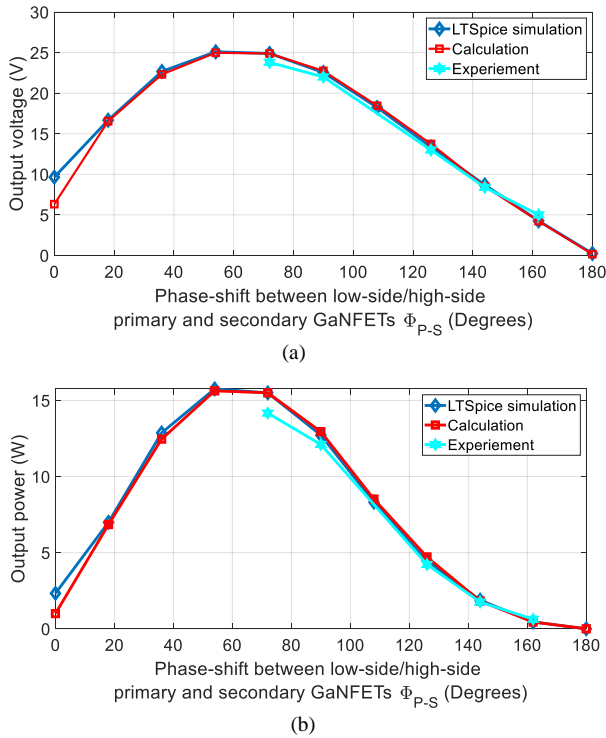 (a)
30
25
20
15
10
5
0
Output voltage (V)
LTSpice simulation
Calculation
Experiement
0 20 40 60 80 100 120 140 160 180
Phase-shift between low-side/high-side
primary and secondary GaNFETs Φ_P-S (Degrees)
(a)
15
10
5
0
Output power (W)
LTSpice simulation
Calculation
Experiement
0 20 40 60 80 100 120 140 160 180
Phase-shift between low-side/high-side
primary and secondary GaNFETs Φ_P-S (Degrees)
(b)